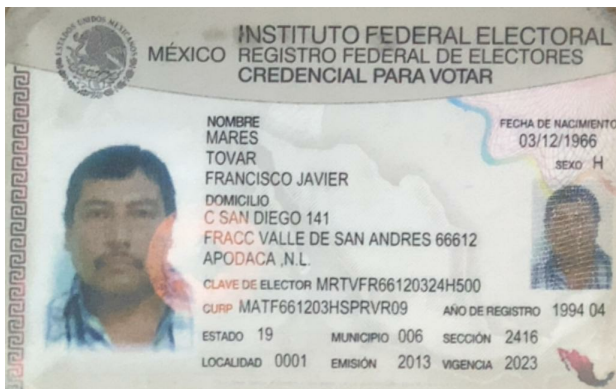 INSTITUTO FEDERAL ELECTORAL
MÉXICO REGISTRO FEDERAL DE ELECTORES
CREDENCIAL PARA VOTAR
NOMBRE
MARES
TOVAR
FRANCISCO JAVIER
FECHA DE NACIMIENTO
03/12/1966
SEXO H
DOMICILIO
C SAN DIEGO 141
FRACC VALLE DE SAN ANDRES 66612
APODACA ,N.L.
CLAVE DE ELECTOR MRTVFR66120324H500
CURP MATF661203HSPRVR09 AÑO DE REGISTRO 1994 04
ESTADO 19 MUNICIPIO 006 SECCIÓN 2416
LOCALIDAD 0001 EMISIÓN 2013 VIGENCIA 2023